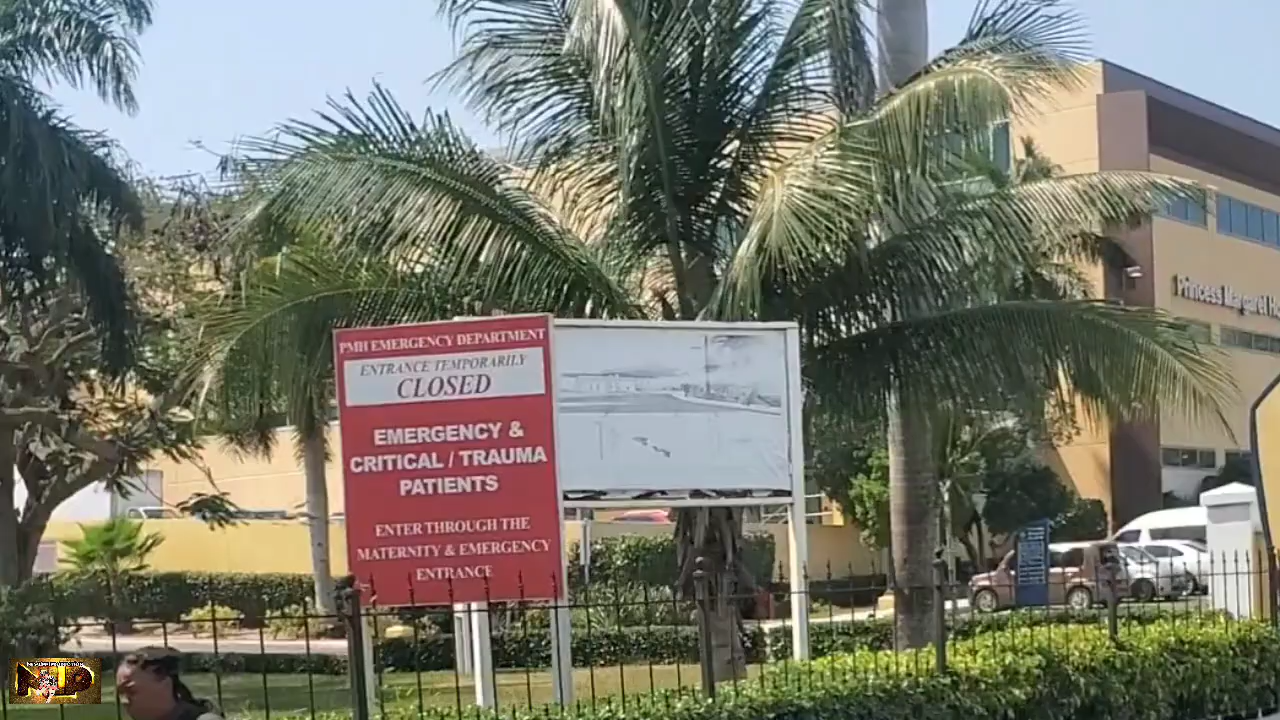 PMH EMERGENCY DEPARTMENT
ENTRANCE TEMPORARILY
CLOSED
EMERGENCY &
CRITICAL / TRAUMA
PATIENTS
ENTER THROUGH THE
MATERNITY & EMERGENCY
ENTRANCE
Princess Margaret